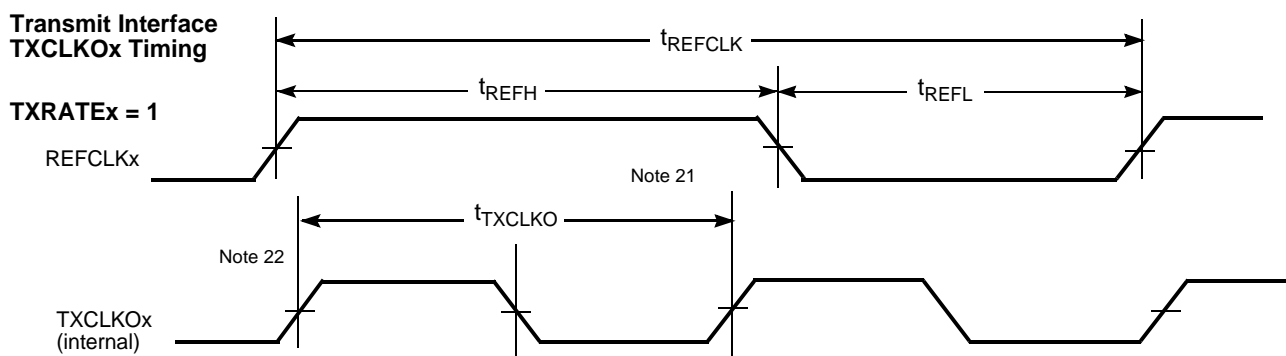 Transmit Interface
TXCLKOx Timing
tREFCLK
tREFH
tREFL
TXRATEx = 1
REFCLKx
Note 21
tTXCLKO
Note 22
TXCLKOx
(internal)